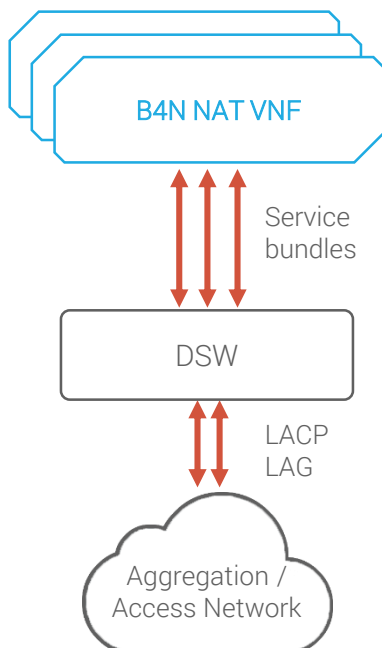 B4N NAT VNF
Service
bundles
DSW
LACP
LAG
Aggregation /
Access Network